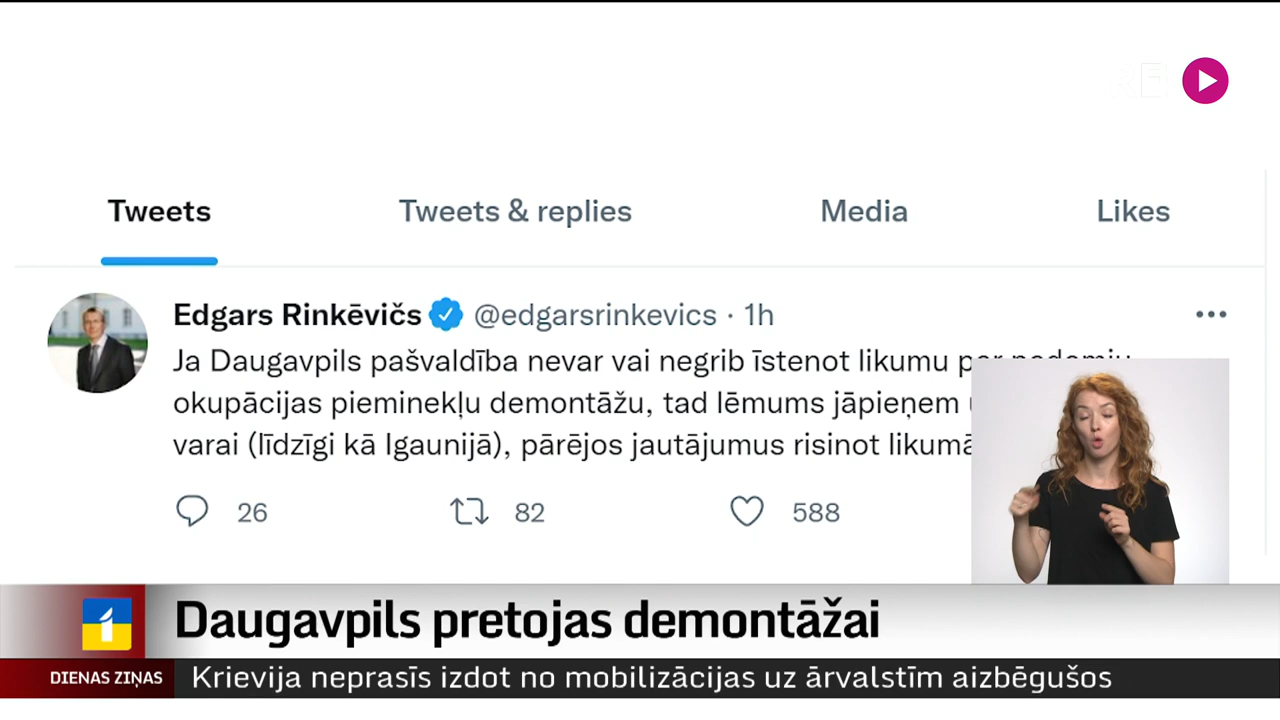 Tweets
Tweets & replies
Media
Likes
Edgars Rinkēvičs @edgarsrinkevics · 1h
Ja Daugavpils pašvaldība nevar vai negrib īstenot likumu
okupācijas pieminekļu demontāžu, tad lēmums jāpieņem
varai (līdzīgi kā Igaunijā), pārējos jautājumus risinot
26
82
588
1
Daugavpils pretojas demontāžai
DIENAS ZIŅAS
Krievija neprasīs izdot no mobilizācijas uz ārvalstīm aizbēgušos